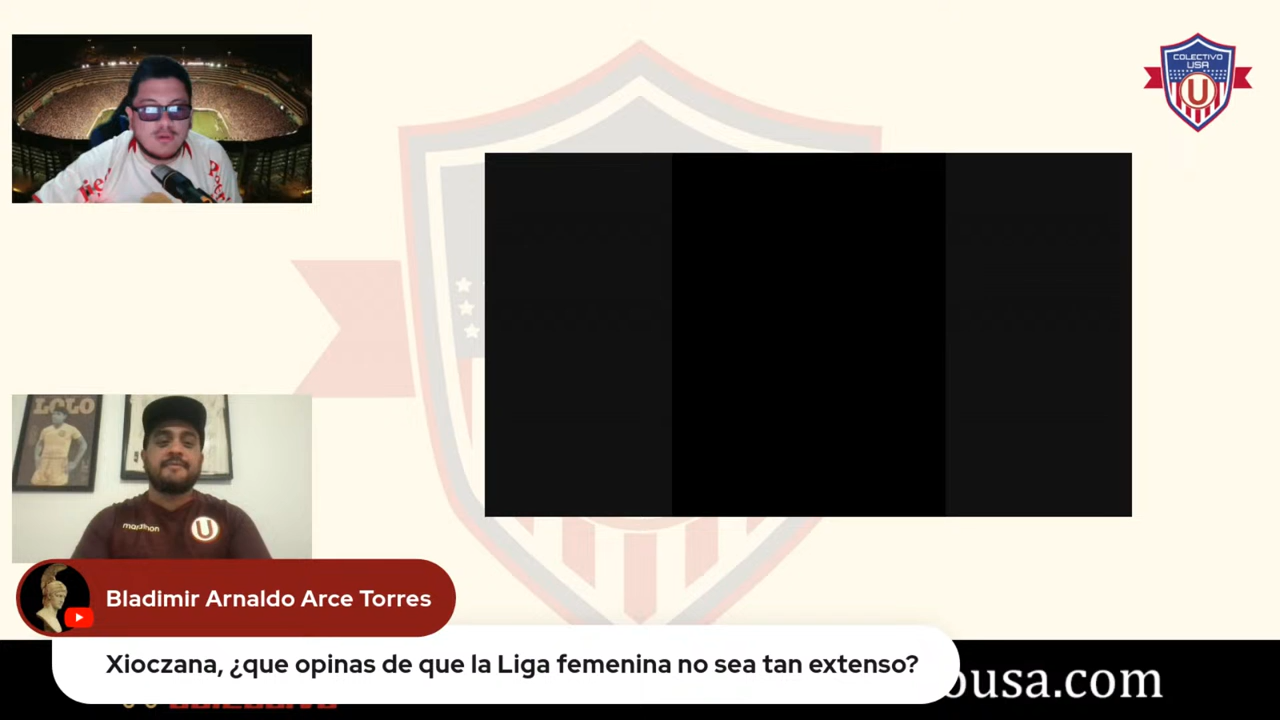 COLECTIVO
USA
U
LOLO
marathon
U
Bladimir Arnaldo Arce Torres
Xioczana, ¿que opinas de que la Liga femenina no sea tan extenso?
ousa.com